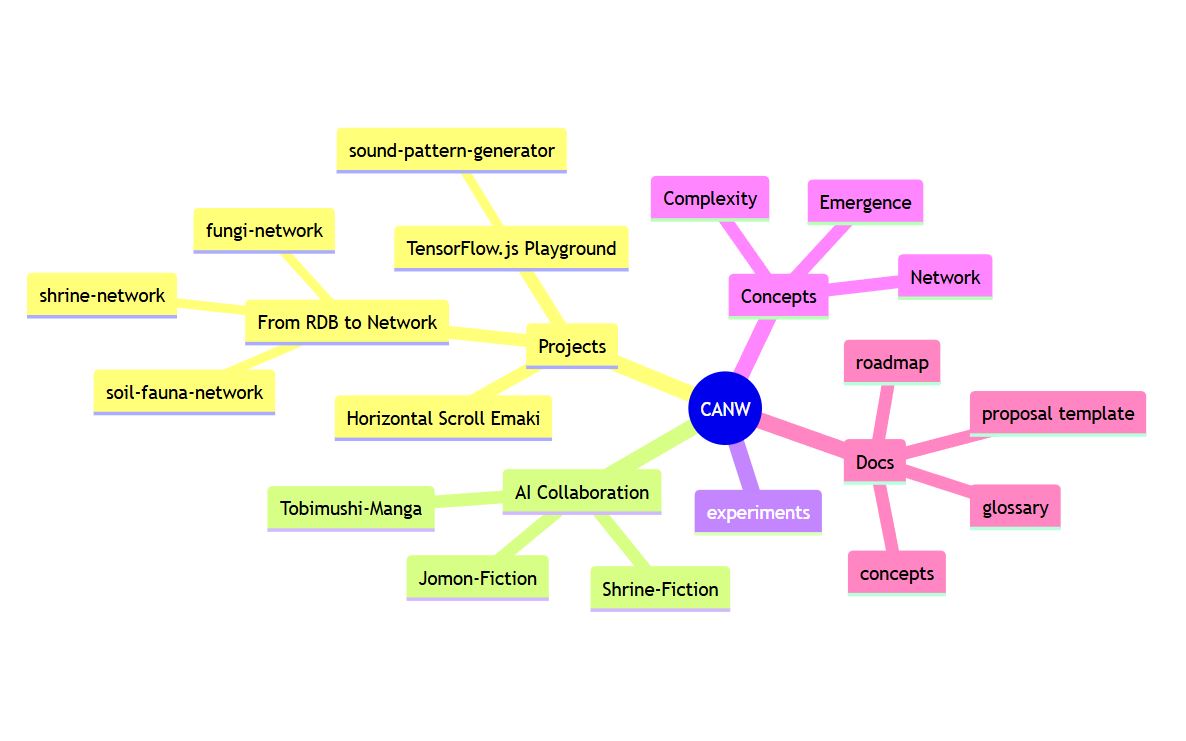 sound-pattern-generator
Complexity
Emergence
fungi-network
TensorFlow.js Playground
Network
shrine-network
Concepts
From RDB to Network
Projects
roadmap
soil-fauna-network
CANW
Horizontal Scroll Emaki
proposal template
Docs
AI Collaboration
Tobimushi-Manga
experiments
glossary
Jomon-Fiction
concepts
Shrine-Fiction